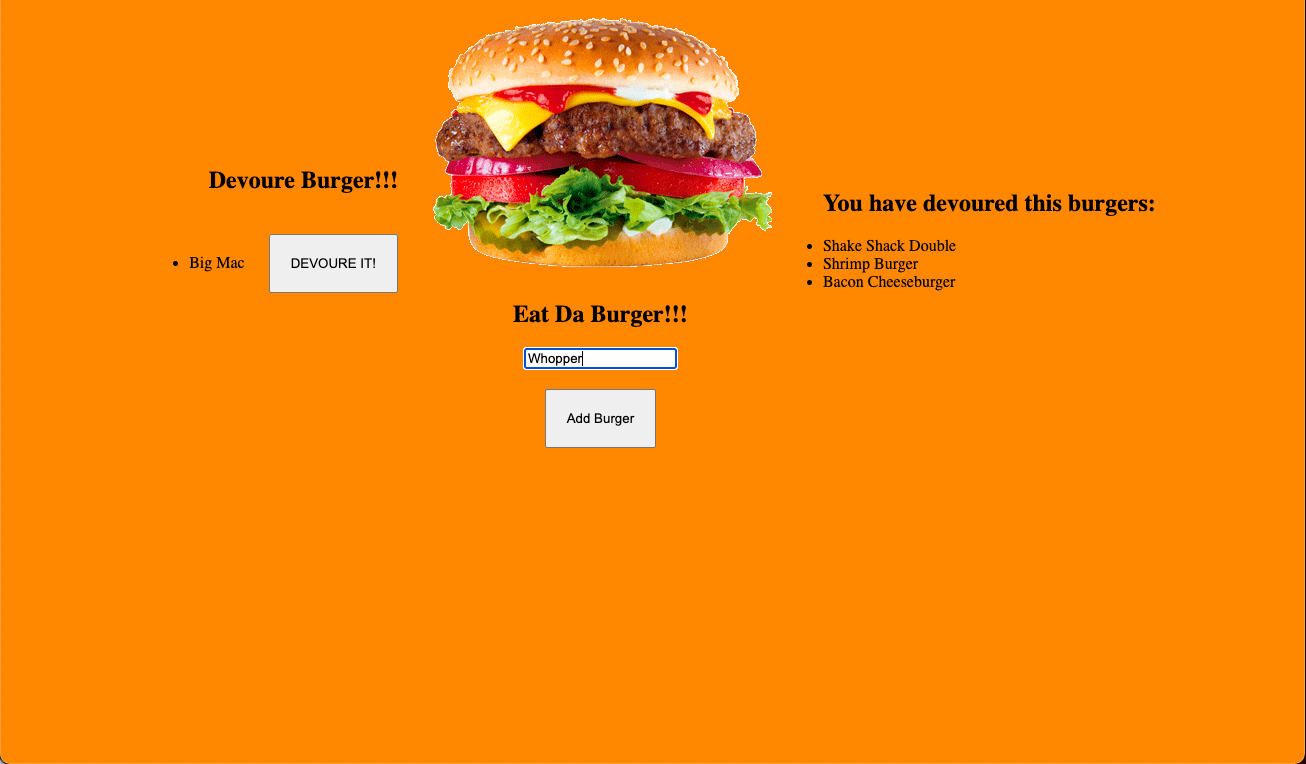 Devoure Burger!!!
Big Mac
DEVOURE IT!
Eat Da Burger!!!
Whopper
Add Burger
You have devoured this burgers:
Shake Shack Double
Shrimp Burger
Bacon Cheeseburger